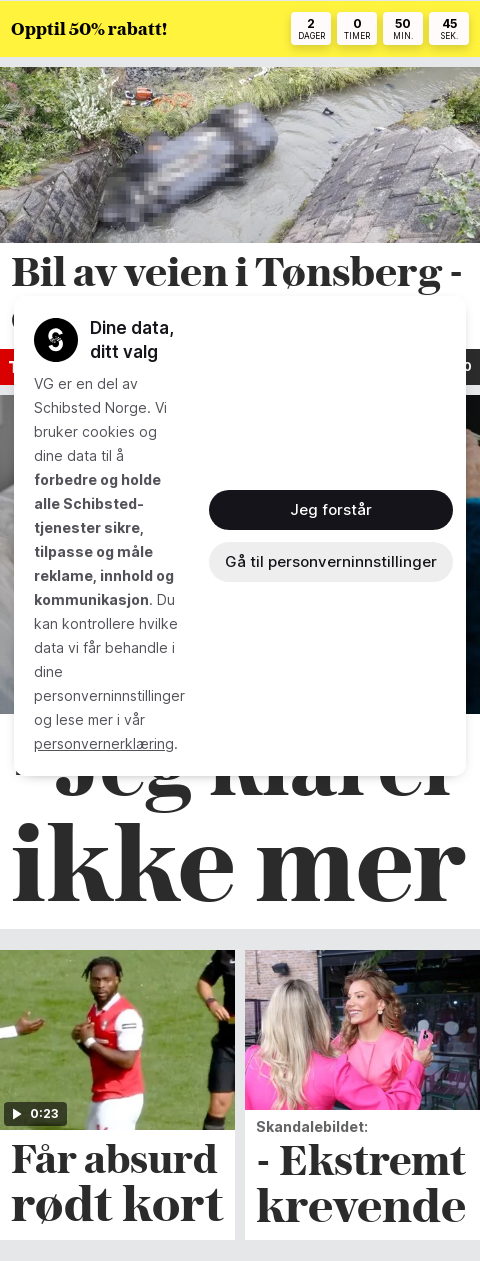 Opptil 50% rabatt!
2 0 50 45
DAGER TIMER MIN. SEK.
Bil av veien i Tønsberg -
Dine data,
ditt valg
VG er en del av
Schibsted Norge. Vi
bruker cookies og
dine data til å
forbedre og holde
alle Schibsted-
tjenester sikre,
tilpasse og måle
reklame, innhold og
kommunikasjon. Du
kan kontrollere hvilke
data vi får behandle i
dine
personverninnstillinger
og lese mer i vår
personvernerklæring.
Jeg forstår
Gå til personverninnstillinger
- Jeg klarer
ikke mer
0:23
Får absurd
rødt kort
Skandalebildet:
- Ekstremt
krevende